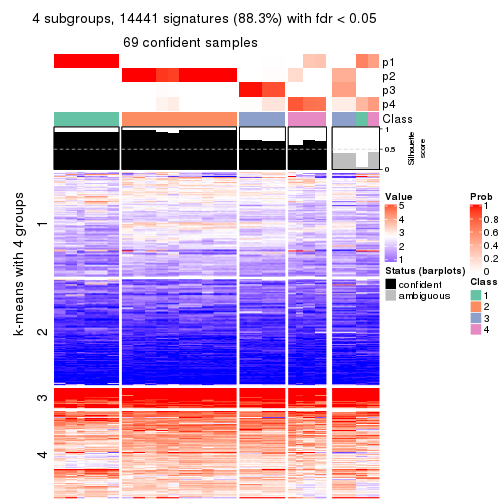 4 subgroups, 14441 signatures (88.3%) with fdr < 0.05
69 confident samples
p1
p2
p3
p4
Class
1
0.5
0
Silhouette
score
k-means with 4 groups
1
2
3
4
Value
5
4
3
2
1
Status (barplots)
confident
ambiguous
Prob
1
0.8
0.6
0.4
0.2
0
Class
1
2
3
4